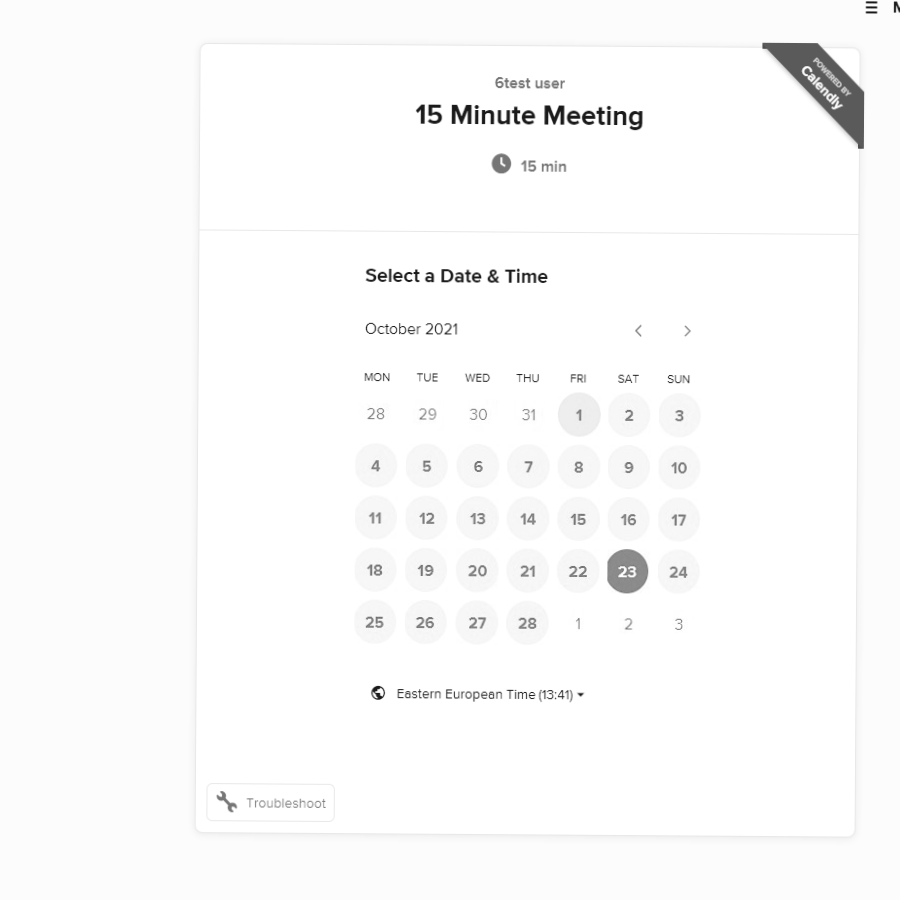 6test user
15 Minute Meeting
15 min
POWERED BY
Calendly
Select a Date & Time
October 2021
MON TUE WED THU FRI SAT SUN
28 29 30 31 1 2 3
4 5 6 7 8 9 10
11 12 13 14 15 16 17
18 19 20 21 22 23 24
25 26 27 28 1 2 3
Eastern European Time (13:41)
Troubleshoot